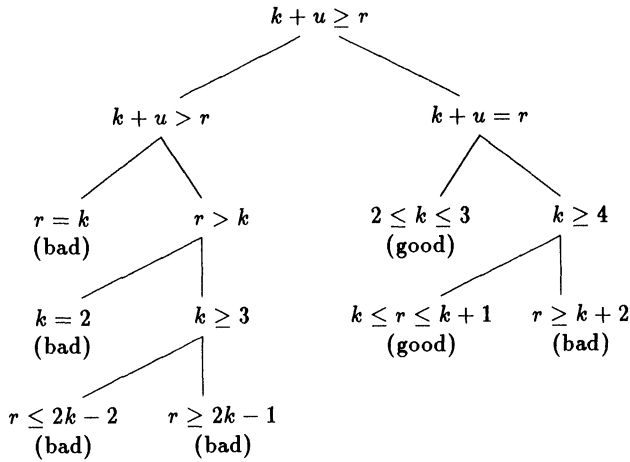 k + u ≥ r
k + u > r
k + u = r
r = k
(bad)
r > k
2 ≤ k ≤ 3
(good)
k ≥ 4
k = 2
(bad)
k ≥ 3
k ≤ r ≤ k + 1
(good)
r ≥ k + 2
(bad)
r ≤ 2k − 2
(bad)
r ≥ 2k − 1
(bad)